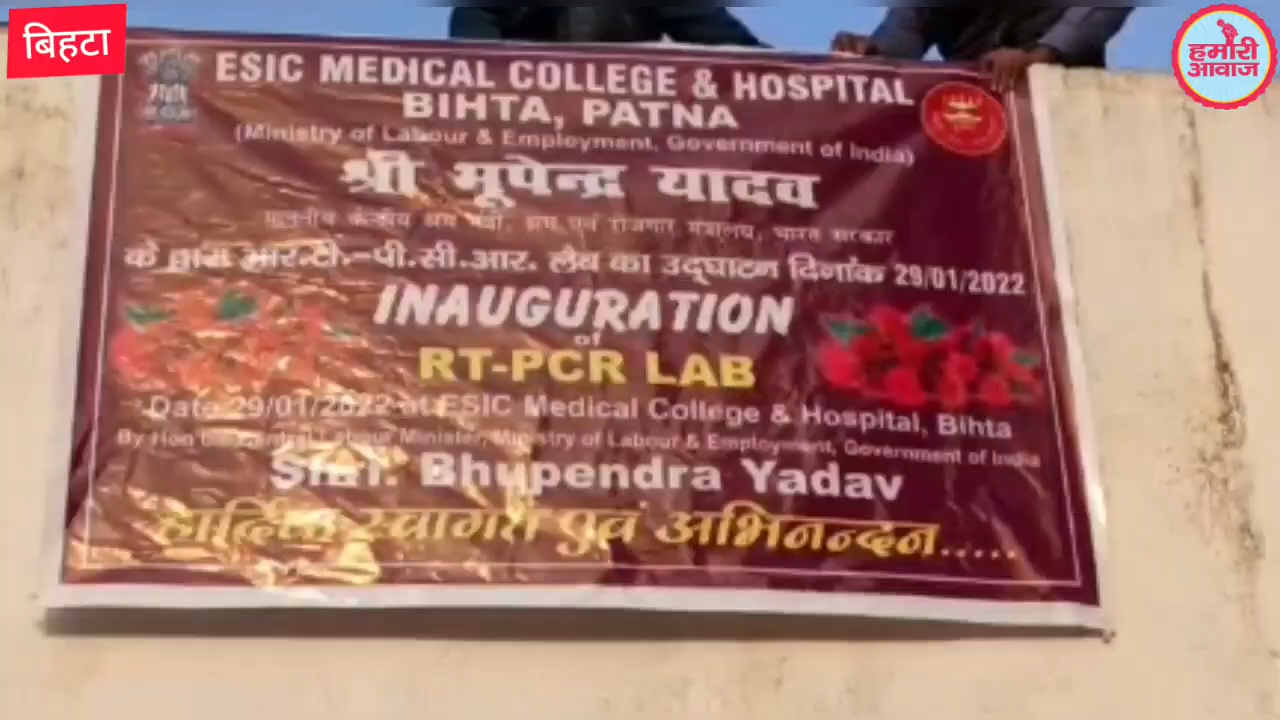 बिहटा
हमारी
आवाज
ESIC MEDICAL COLLEGE & HOSPITAL
BIHTA, PATNA
(Ministry of Labour & Employment, Government of India)
श्री भूपेन्द्र यादव
माननीय केन्द्रीय श्रम मंत्री, श्रम एवं रोजगार मंत्रालय, भारत सरकार
के द्वारा आर.टी.-पी.सी.आर. लैब का उद्घाटन दिनांक 29/01/2022
INAUGURATION
of
RT-PCR LAB
Date 29/01/2022 at ESIC Medical College & Hospital, Bihta
By Hon'ble Central Labour Minister, Ministry of Labour & Employment, Government of India
Shri. Bhupendra Yadav
हार्दिक स्वागत एवं अभिनन्दन.....